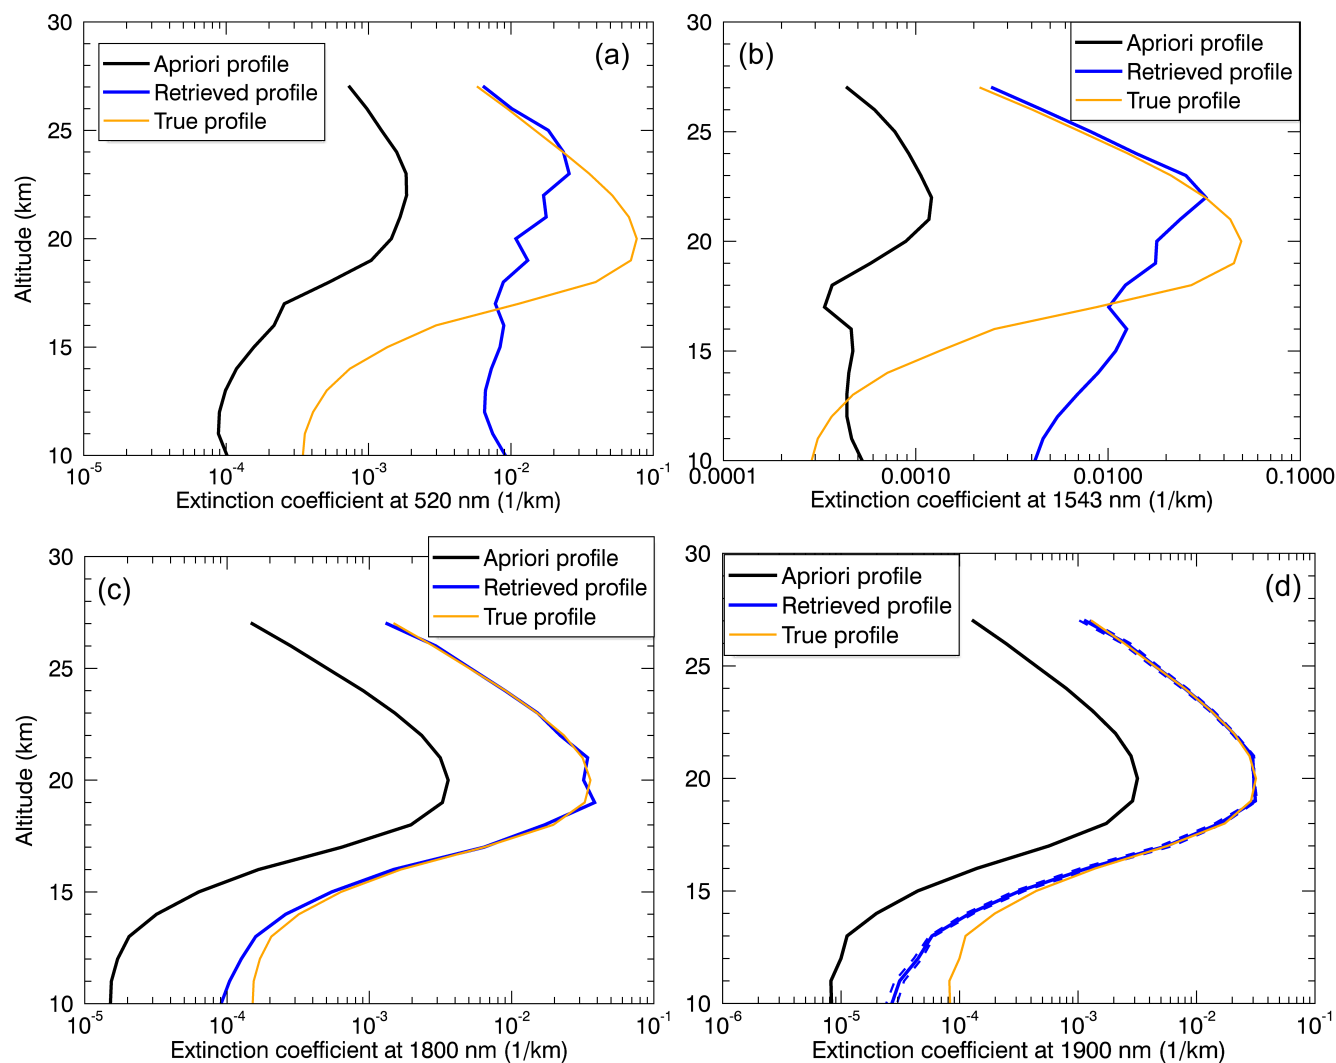 30
25
20
15
10
Altitude (km)
Apriori profile
Retrieved profile
True profile
(a)
10-5
10-4
10-3
10-2
10-1
Extinction coefficient at 520 nm (1/km)
30
25
20
15
10
(b)
Apriori profile
Retrieved profile
True profile
0.0001
0.0010
0.0100
0.1000
Extinction coefficient at 1543 nm (1/km)
30
25
20
15
10
Altitude (km)
(c)
Apriori profile
Retrieved profile
True profile
10-5
10-4
10-3
10-2
10-1
Extinction coefficient at 1800 nm (1/km)
30
25
20
15
10
Apriori profile
Retrieved profile
True profile
(d)
10-6
10-5
10-4
10-3
10-2
10-1
Extinction coefficient at 1900 nm (1/km)